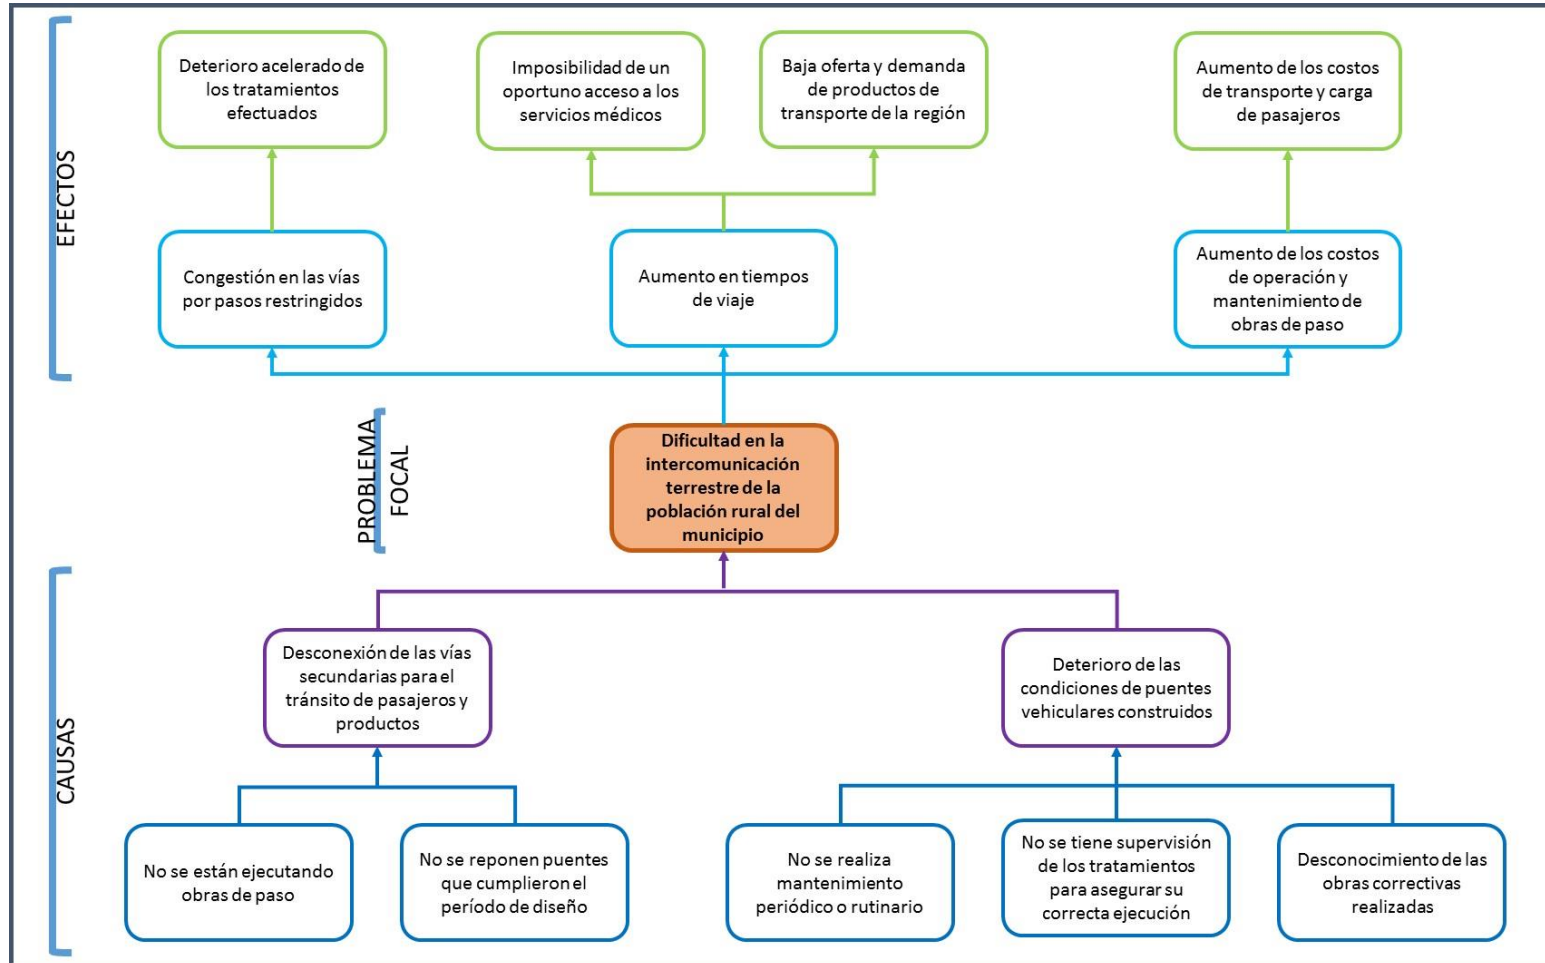 EFECTOS
Deterioro acelerado de
los tratamientos
efectuados
Imposibilidad de un
oportuno acceso a los
servicios médicos
Baja oferta y demanda
de productos de
transporte de la región
Aumento de los costos
de transporte y carga
de pasajeros
Congestión en las vías
por pasos restringidos
Aumento en tiempos
de viaje
Aumento de los costos
de operación y
mantenimiento de
obras de paso
PROBLEMA
FOCAL
Dificultad en la
intercomunicación
terrestre de la
población rural del
municipio
CAUSAS
Desconexión de las vías
secundarias para el
tránsito de pasajeros y
productos
Deterioro de las
condiciones de puentes
vehiculares construidos
No se están ejecutando
obras de paso
No se reponen puentes
que cumplieron el
período de diseño
No se realiza
mantenimiento
periódico o rutinario
No se tiene supervisión
de los tratamientos
para asegurar su
correcta ejecución
Desconocimiento de las
obras correctivas
realizadas